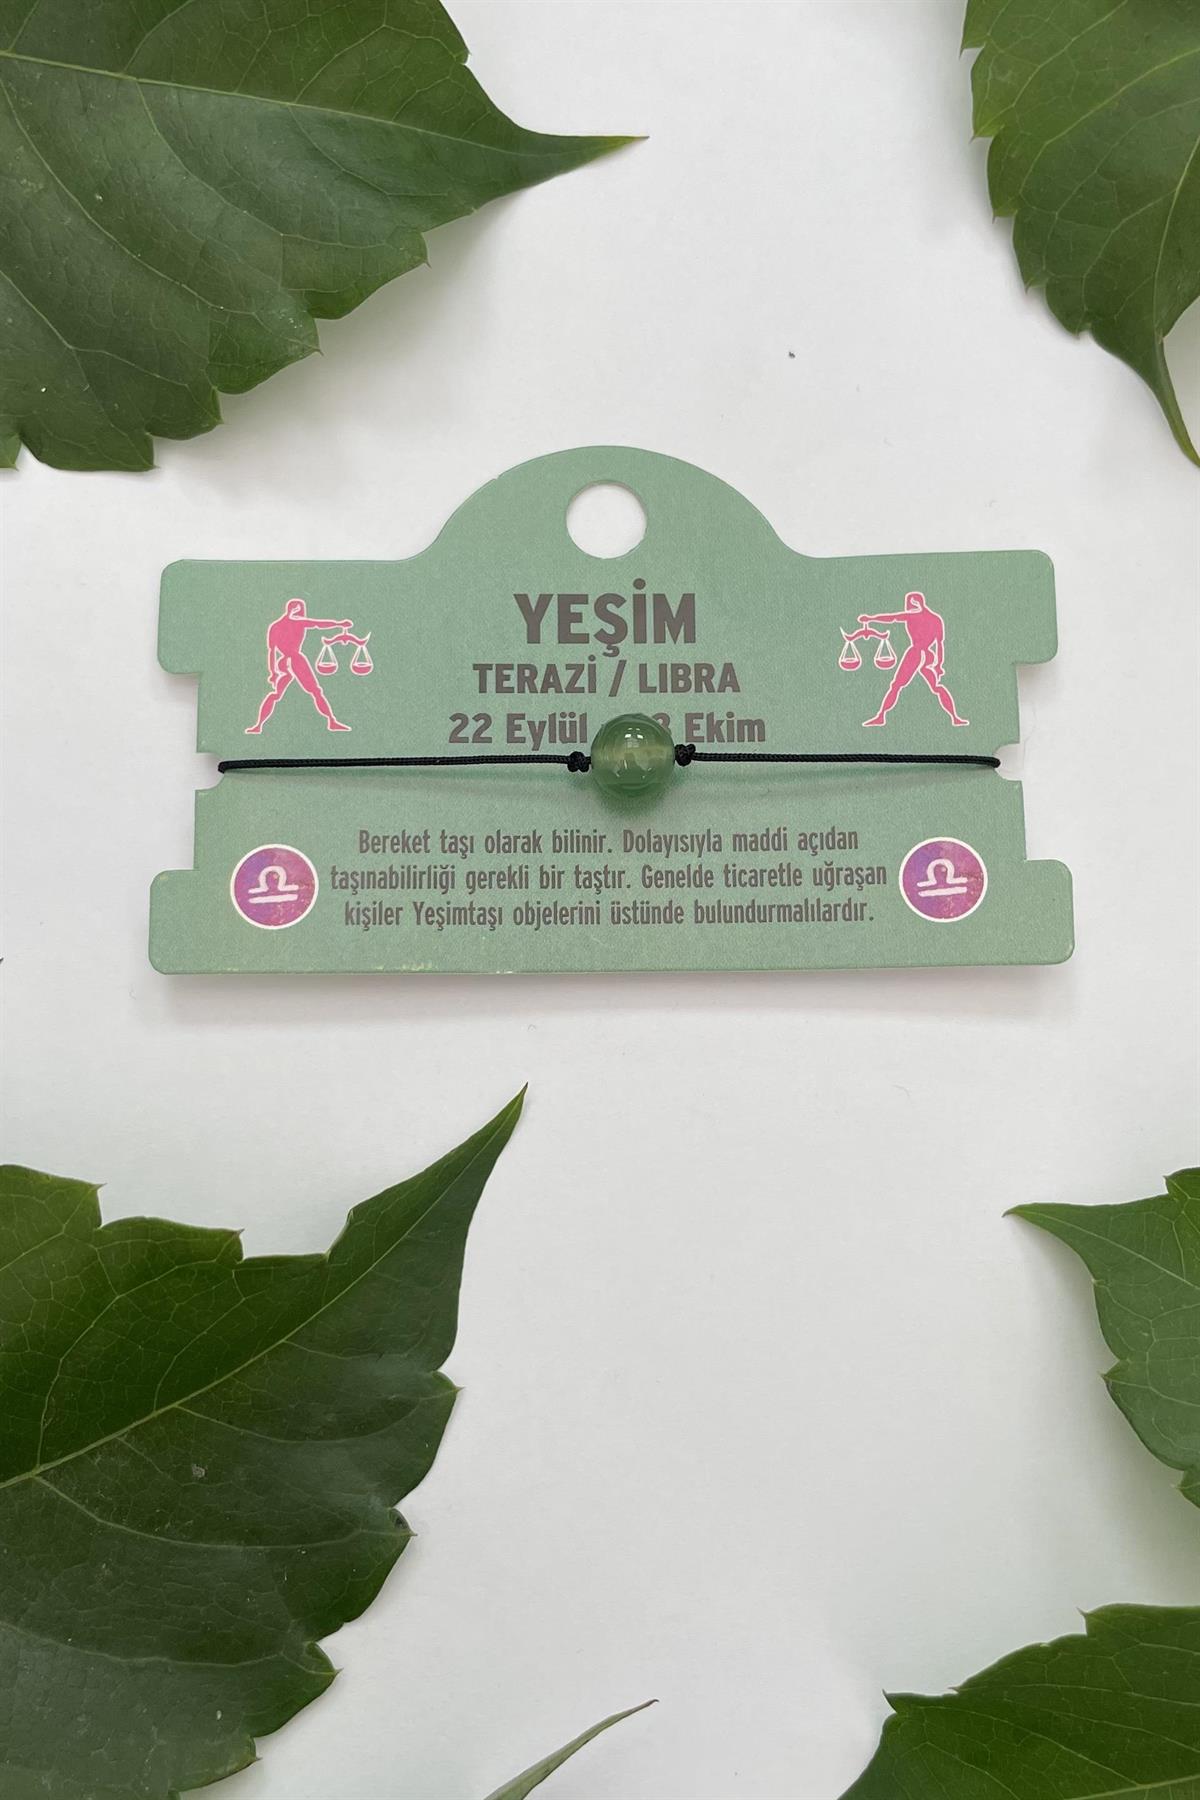 YEŞİM
TERAZİ / LIBRA
22 Eylül Ekim
Bereket taşı olarak bilinir. Dolayısıyla maddi açıdan
taşınabilirliği gerekli bir taştır. Genelde ticaretle uğraşan
kişiler Yeşimtaşı objelerini üstünde bulundurmalılardır.